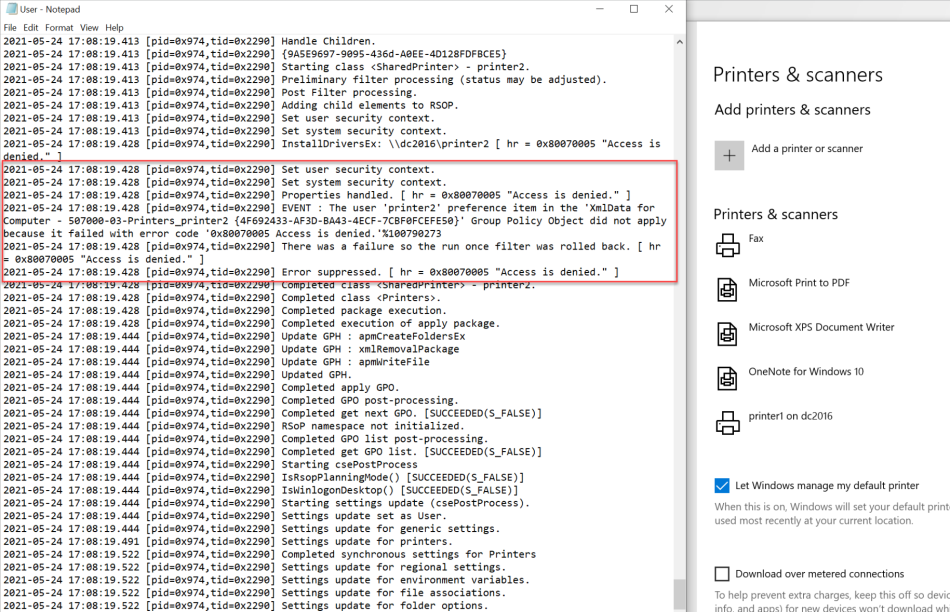 User - Notepad
File Edit Format View Help
2021-05-24 17:08:19.413 [pid=0x974,tid=0x2290] Handle Children.
2021-05-24 17:08:19.413 [pid=0x974,tid=0x2290] {9A5E9697-9095-436d-A0EE-4D128FDFBCE5}
2021-05-24 17:08:19.413 [pid=0x974,tid=0x2290] Starting class <SharedPrinter> - printer2.
2021-05-24 17:08:19.413 [pid=0x974,tid=0x2290] Preliminary filter processing (status may be adjusted).
2021-05-24 17:08:19.413 [pid=0x974,tid=0x2290] Post Filter processing.
2021-05-24 17:08:19.413 [pid=0x974,tid=0x2290] Adding child elements to RSOP.
2021-05-24 17:08:19.413 [pid=0x974,tid=0x2290] Set user security context.
2021-05-24 17:08:19.413 [pid=0x974,tid=0x2290] Set system security context.
2021-05-24 17:08:19.413 [pid=0x974,tid=0x2290] InstallDriversEx: \\dc2016\printer2 [ hr = 0x80070005 "Access is
denied." ]
2021-05-24 17:08:19.428 [pid=0x974,tid=0x2290] Set user security context.
2021-05-24 17:08:19.428 [pid=0x974,tid=0x2290] Set system security context.
2021-05-24 17:08:19.428 [pid=0x974,tid=0x2290] Properties handled. [ hr = 0x80070005 "Access is denied." ]
2021-05-24 17:08:19.428 [pid=0x974,tid=0x2290] EVENT : The user 'printer2' preference item in the 'XmlData for
Computer - 507000-03-Printers_printer2 {4F692433-AF3D-BA43-4ECF-7CBF0FCEFE50}' Group Policy Object did not apply
because it failed with error code '0x80070005 Access is denied.'%100790273
2021-05-24 17:08:19.428 [pid=0x974,tid=0x2290] There was a failure so the run once filter was rolled back. [ hr
= 0x80070005 "Access is denied." ]
2021-05-24 17:08:19.428 [pid=0x974,tid=0x2290] Error suppressed. [ hr = 0x80070005 "Access is denied." ]
2021-05-24 17:08:19.428 [pid=0x974,tid=0x2290] Completed class <SharedPrinter> - printer2.
2021-05-24 17:08:19.428 [pid=0x974,tid=0x2290] Completed class <Printers>.
2021-05-24 17:08:19.428 [pid=0x974,tid=0x2290] Completed package execution.
2021-05-24 17:08:19.428 [pid=0x974,tid=0x2290] Completed execution of apply package.
2021-05-24 17:08:19.444 [pid=0x974,tid=0x2290] Update GPH : apmCreateFoldersEx
2021-05-24 17:08:19.444 [pid=0x974,tid=0x2290] Update GPH : xmlRemovalPackage
2021-05-24 17:08:19.444 [pid=0x974,tid=0x2290] Update GPH : apmWriteFile
2021-05-24 17:08:19.444 [pid=0x974,tid=0x2290] Updated GPH.
2021-05-24 17:08:19.444 [pid=0x974,tid=0x2290] Completed apply GPO.
2021-05-24 17:08:19.444 [pid=0x974,tid=0x2290] Completed GPO post-processing.
2021-05-24 17:08:19.444 [pid=0x974,tid=0x2290] Completed get next GPO. [SUCCEEDED(S_FALSE)]
2021-05-24 17:08:19.444 [pid=0x974,tid=0x2290] RSoP namespace not initialized.
2021-05-24 17:08:19.444 [pid=0x974,tid=0x2290] Completed GPO list post-processing.
2021-05-24 17:08:19.444 [pid=0x974,tid=0x2290] Completed get GPO list. [SUCCEEDED(S_FALSE)]
2021-05-24 17:08:19.444 [pid=0x974,tid=0x2290] Starting csePostProcess
2021-05-24 17:08:19.444 [pid=0x974,tid=0x2290] IsRsopPlanningMode() [SUCCEEDED(S_FALSE)]
2021-05-24 17:08:19.444 [pid=0x974,tid=0x2290] IsWinlogonDesktop() [SUCCEEDED(S_FALSE)]
2021-05-24 17:08:19.444 [pid=0x974,tid=0x2290] Starting settings update (csePostProcess).
2021-05-24 17:08:19.444 [pid=0x974,tid=0x2290] Settings update set as User.
2021-05-24 17:08:19.444 [pid=0x974,tid=0x2290] Settings update for generic settings.
2021-05-24 17:08:19.491 [pid=0x974,tid=0x2290] Settings update for printers.
2021-05-24 17:08:19.522 [pid=0x974,tid=0x2290] Completed synchronous settings for Printers
2021-05-24 17:08:19.522 [pid=0x974,tid=0x2290] Settings update for regional settings.
2021-05-24 17:08:19.522 [pid=0x974,tid=0x2290] Settings update for environment variables.
2021-05-24 17:08:19.522 [pid=0x974,tid=0x2290] Settings update for file associations.
2021-05-24 17:08:19.522 [pid=0x974,tid=0x2290] Settings update for folder options.
Printers & scanners
Add printers & scanners
Add a printer or scanner
Printers & scanners
Fax
Microsoft Print to PDF
Microsoft XPS Document Writer
OneNote for Windows 10
printer1 on dc2016
Let Windows manage my default printer
When this is on, Windows will set your default print
used most recently at your current location.
Download over metered connections
To help prevent extra charges, keep this off so devic
info, and apps) for new devices won't download wh